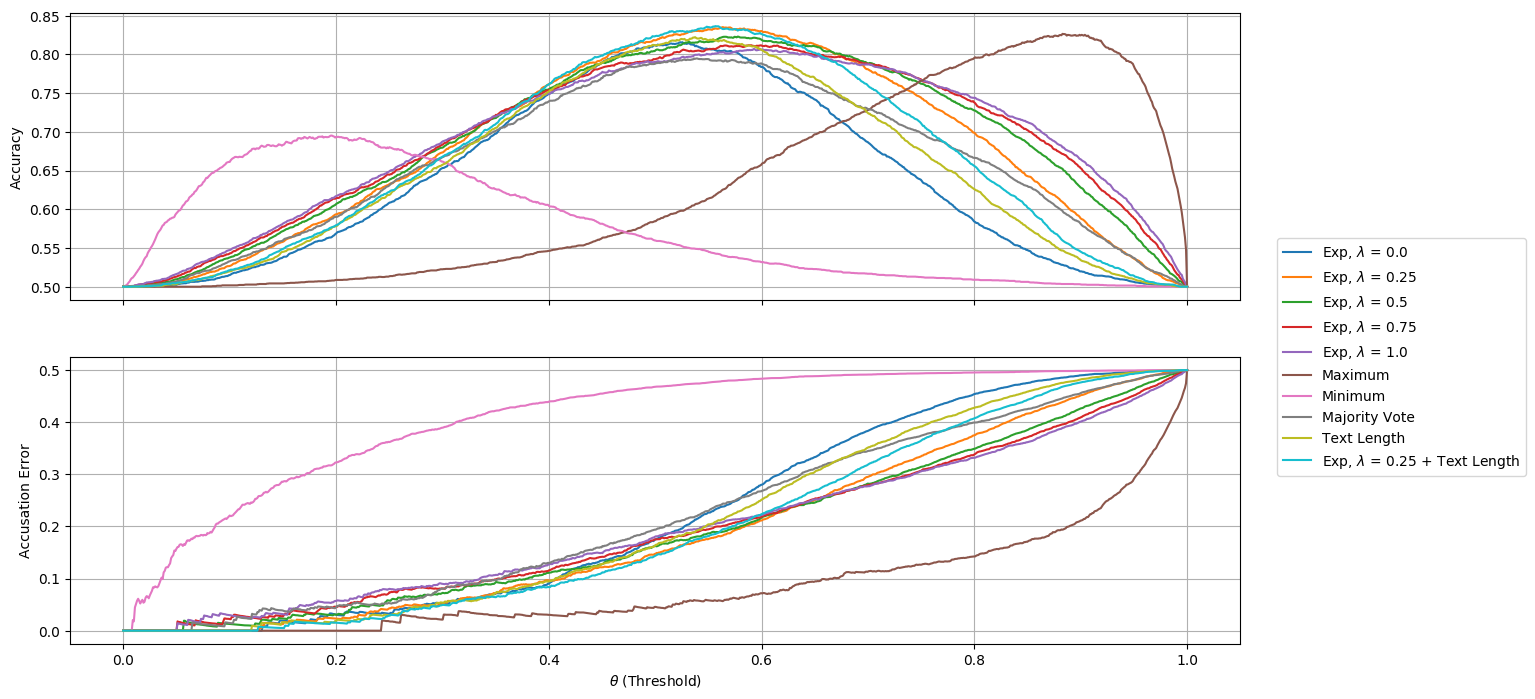 0.85
0.80
0.75
0.70
0.65
0.60
0.55
0.50
Accuracy
0.5
0.4
0.3
0.2
0.1
0.0
Accusation Error
0.0 0.2 0.4 0.6 0.8 1.0
θ (Threshold)
Exp, λ = 0.0
Exp, λ = 0.25
Exp, λ = 0.5
Exp, λ = 0.75
Exp, λ = 1.0
Maximum
Minimum
Majority Vote
Text Length
Exp, λ = 0.25 + Text Length